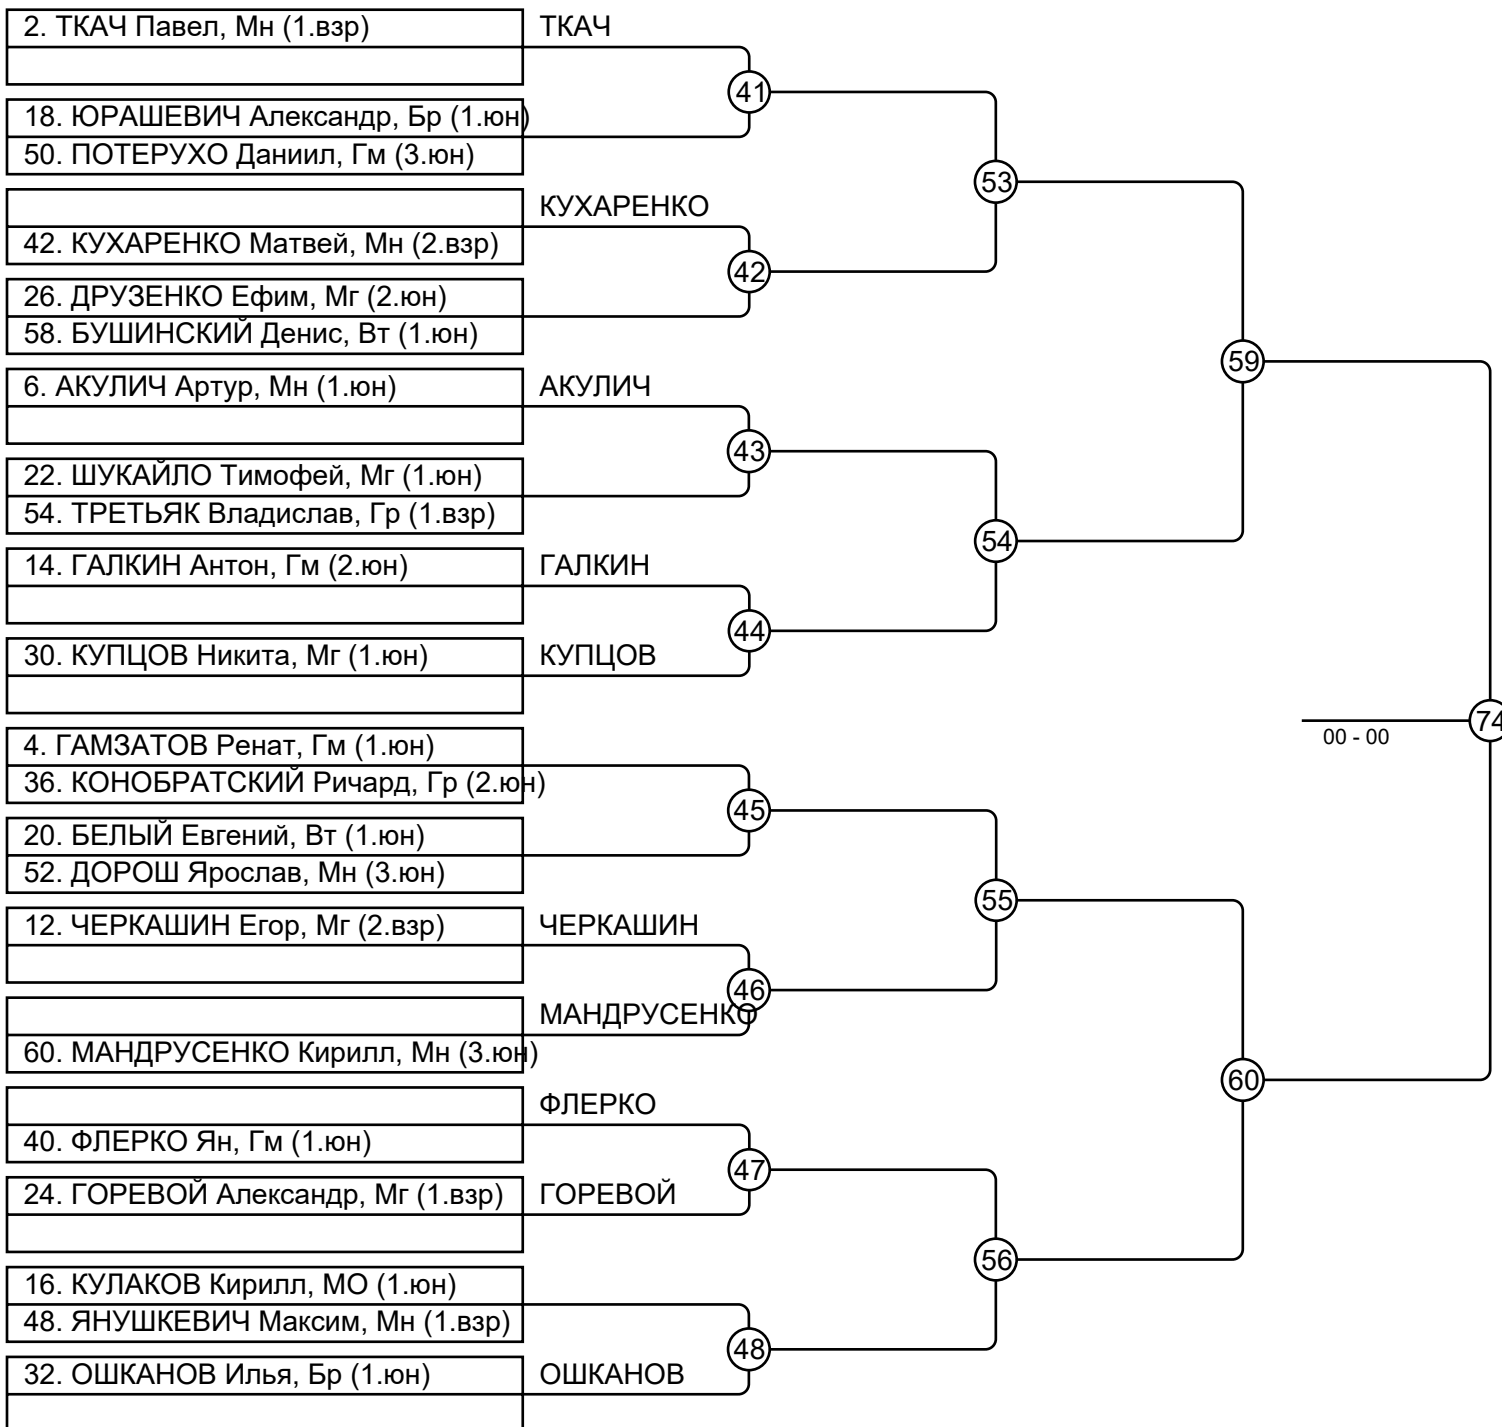 2. ТКАЧ Павел, Мн (1.взр)
ТКАЧ
41
18. ЮРАШЕВИЧ Александр, Бр (1.юн)
50. ПОТЕРУХО Даниил, Гм (3.юн)
53
КУХАРЕНКО
42. КУХАРЕНКО Матвей, Мн (2.взр)
42
26. ДРУЗЕНКО Ефим, Мг (2.юн)
58. БУШИНСКИЙ Денис, Вт (1.юн)
59
6. АКУЛИЧ Артур, Мн (1.юн)
АКУЛИЧ
43
22. ШУКАЙЛО Тимофей, Мг (1.юн)
54. ТРЕТЬЯК Владислав, Гр (1.взр)
54
14. ГАЛКИН Антон, Гм (2.юн)
ГАЛКИН
44
30. КУПЦОВ Никита, Мг (1.юн)
КУПЦОВ
74
00 - 00
4. ГАМЗАТОВ Ренат, Гм (1.юн)
36. КОНОБРАТСКИЙ Ричард, Гр (2.юн)
45
20. БЕЛЫЙ Евгений, Вт (1.юн)
52. ДОРОШ Ярослав, Мн (3.юн)
55
12. ЧЕРКАШИН Егор, Мг (2.взр)
ЧЕРКАШИН
46
МАНДРУСЕНКО
60. МАНДРУСЕНКО Кирилл, Мн (3.юн)
60
ФЛЕРКО
40. ФЛЕРКО Ян, Гм (1.юн)
47
24. ГОРЕВОЙ Александр, Мг (1.взр)
ГОРЕВОЙ
56
16. КУЛАКОВ Кирилл, МО (1.юн)
48. ЯНУШКЕВИЧ Максим, Мн (1.взр)
48
32. ОШКАНОВ Илья, Бр (1.юн)
ОШКАНОВ